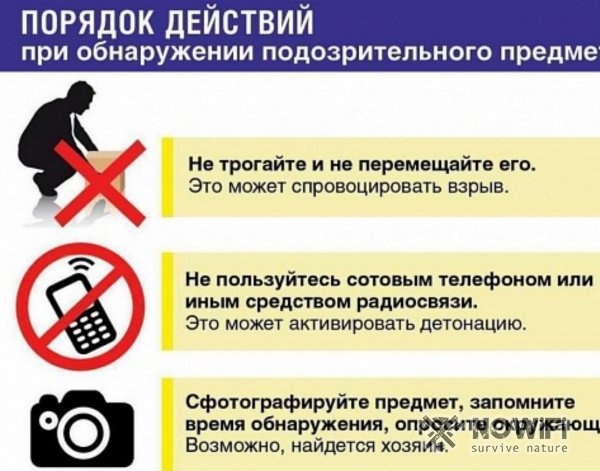 ПОРЯДОК ДЕЙСТВИЙ
при обнаружении подозрительного предмет
Не трогайте и не перемещайте его.
Это может спровоцировать взрыв.
Не пользуйтесь сотовым телефоном или
иным средством радиосвязи.
Это может активировать детонацию.
Сфотографируйте предмет, запомните
время обнаружения, опросите окружающ
Возможно, найдется хозяин.
NOWiFi
survive nature